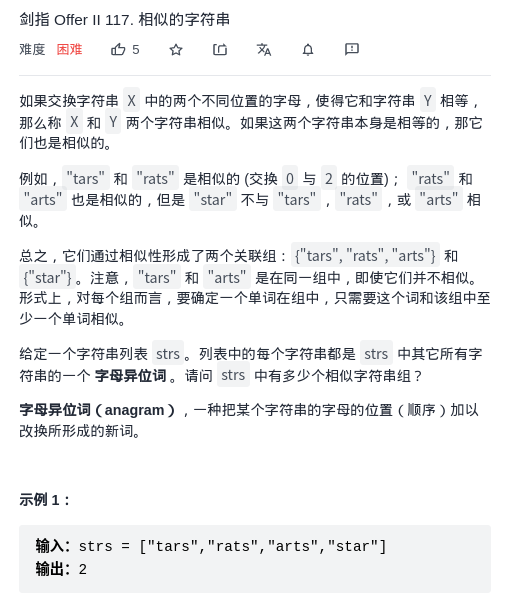 剑指 Offer II 117. 相似的字符串
难度 困难 5
如果交换字符串 X 中的两个不同位置的字母，使得它和字符串 Y 相等，
那么称 X 和 Y 两个字符串相似。如果这两个字符串本身是相等的，那它
们也是相似的。
例如，"tars" 和 "rats" 是相似的 (交换 0 与 2 的位置)； "rats" 和
"arts" 也是相似的，但是 "star" 不与 "tars"，"rats"，或 "arts" 相
似。
总之，它们通过相似性形成了两个关联组：{"tars", "rats", "arts"} 和
{"star"}。注意，"tars" 和 "arts" 是在同一组中，即使它们并不相似。
形式上，对每个组而言，要确定一个单词在组中，只需要这个词和该组中至
少一个单词相似。
给定一个字符串列表 strs。列表中的每个字符串都是 strs 中其它所有字
符串的一个 字母异位词 。请问 strs 中有多少个相似字符串组？
字母异位词（anagram），一种把某个字符串的字母的位置（顺序）加以
改换所形成的新词。
示例 1：
输入：strs = ["tars","rats","arts","star"]
输出：2